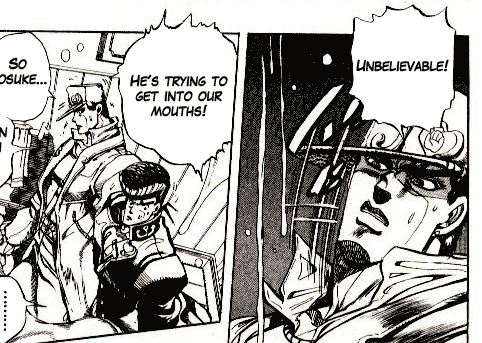 UNBELIEVABLE!
HE'S TRYING TO
GET INTO OUR
MOUTHS!
SO
OSUKE...